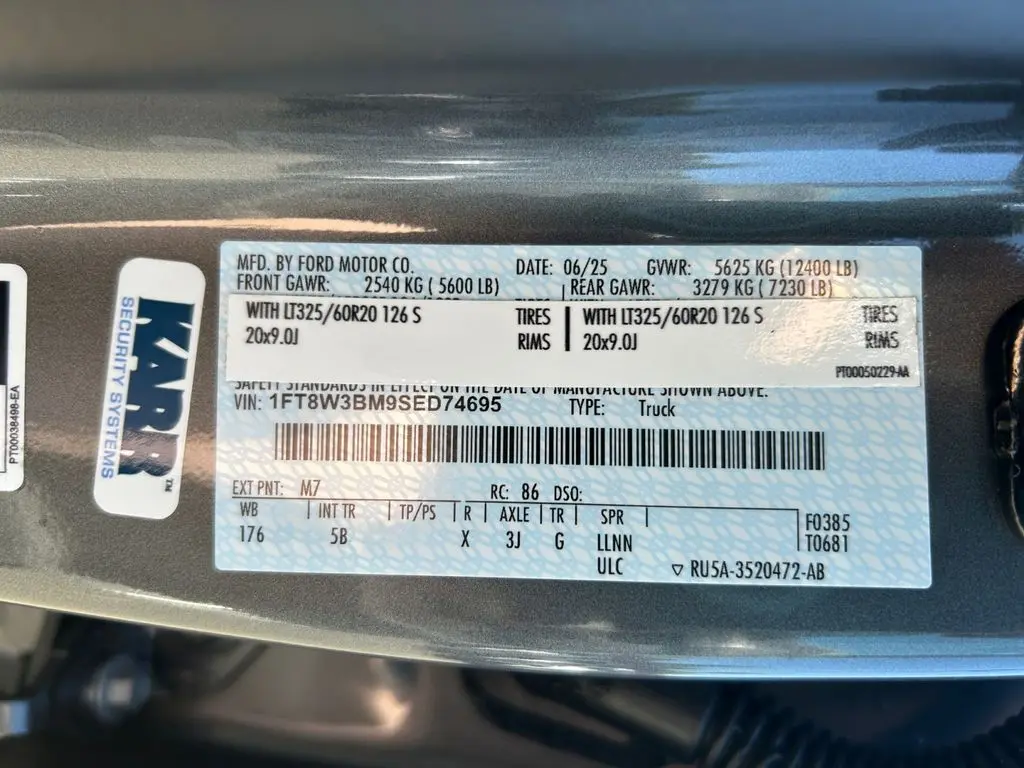 MFD. BY FORD MOTOR CO. DATE: 06/25 GVWR: 5625 KG (12400 LB)
FRONT GAWR: 2540 KG ( 5600 LB) REAR GAWR: 3279 KG ( 7230 LB)
WITH LT325/60R20 126 S TIRES WITH LT325/60R20 126 S TIRES
20x9.0J RIMS 20x9.0J RIMS
PT00050229-AA
SAFETY STANDARDS IN EFFECT ON THE DATE OF MANUFACTURE SHOWN ABOVE.
VIN: 1FT8W3BM9SED74695 TYPE: Truck
EXT PNT: M7 RC: 86 DSO:
WB INT TR TP/PS R AXLE TR SPR F0385
176 5B X 3J G LLNN T0681
ULC ▽ RU5A-3520472-AB
KARR™
SECURITY SYSTEMS
PT00038498-EA